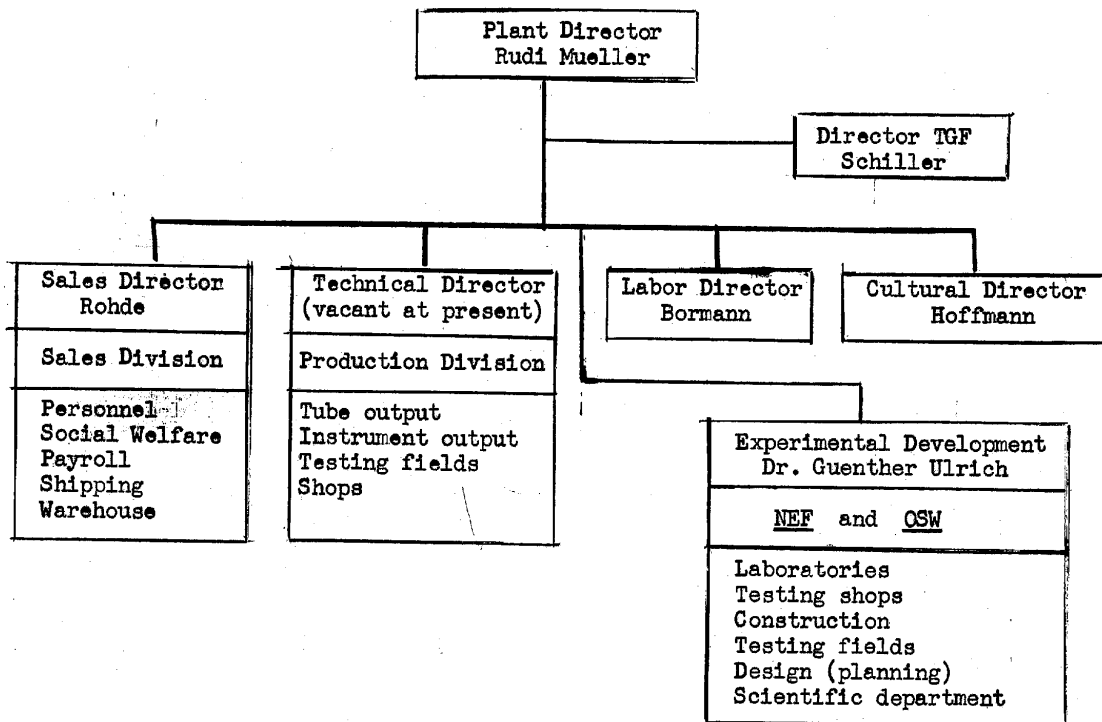 Plant Director
Rudi Mueller
Director TGF
Schiller
Sales Director
Rohde
Sales Division
Personnel
Social Welfare
Payroll
Shipping
Warehouse
Technical Director
(vacant at present)
Production Division
Tube output
Instrument output
Testing fields
Shops
Labor Director
Bormann
Cultural Director
Hoffmann
Experimental Development
Dr. Guenther Ulrich
NEF and OSW
Laboratories
Testing shops
Construction
Testing fields
Design (planning)
Scientific department